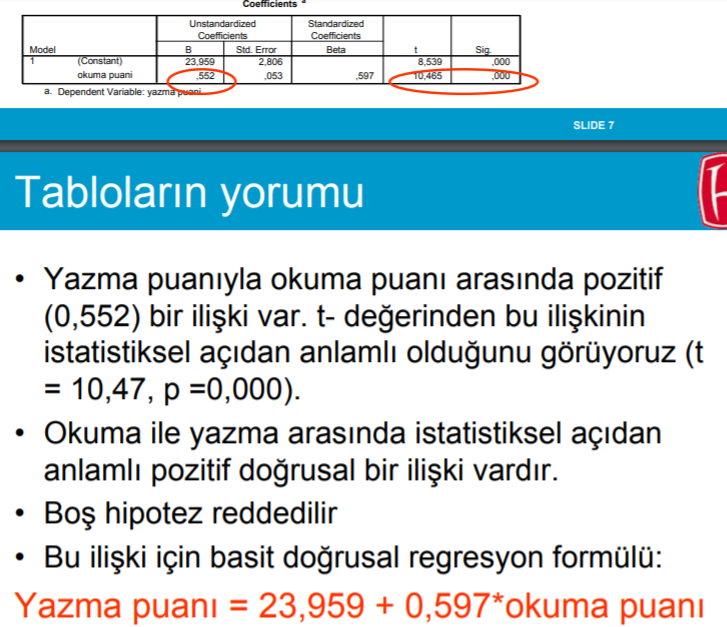 Coefficients a
Unstandardized Coefficients Standardized Coefficients
Model B Std. Error Beta t Sig.
1 (Constant) 23,959 2,806 8,539 ,000
okuma puani ,552 ,053 ,597 10,465 ,000
a. Dependent Variable: yazma puani
SLIDE 7
Tabloların yorumu
• Yazma puanıyla okuma puanı arasında pozitif
(0,552) bir ilişki var. t- değerinden bu ilişkinin
istatistiksel açıdan anlamlı olduğunu görüyoruz (t
= 10,47, p =0,000).
• Okuma ile yazma arasında istatistiksel açıdan
anlamlı pozitif doğrusal bir ilişki vardır.
• Boş hipotez reddedilir
• Bu ilişki için basit doğrusal regresyon formülü:
Yazma puanı = 23,959 + 0,597*okuma puanı